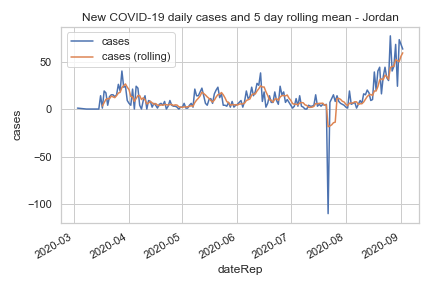 New COVID-19 daily cases and 5 day rolling mean - Jordan
cases
cases (rolling)
50
0
−50
−100
cases
2020-03
2020-04
2020-05
2020-06
2020-07
2020-08
2020-09
dateRep